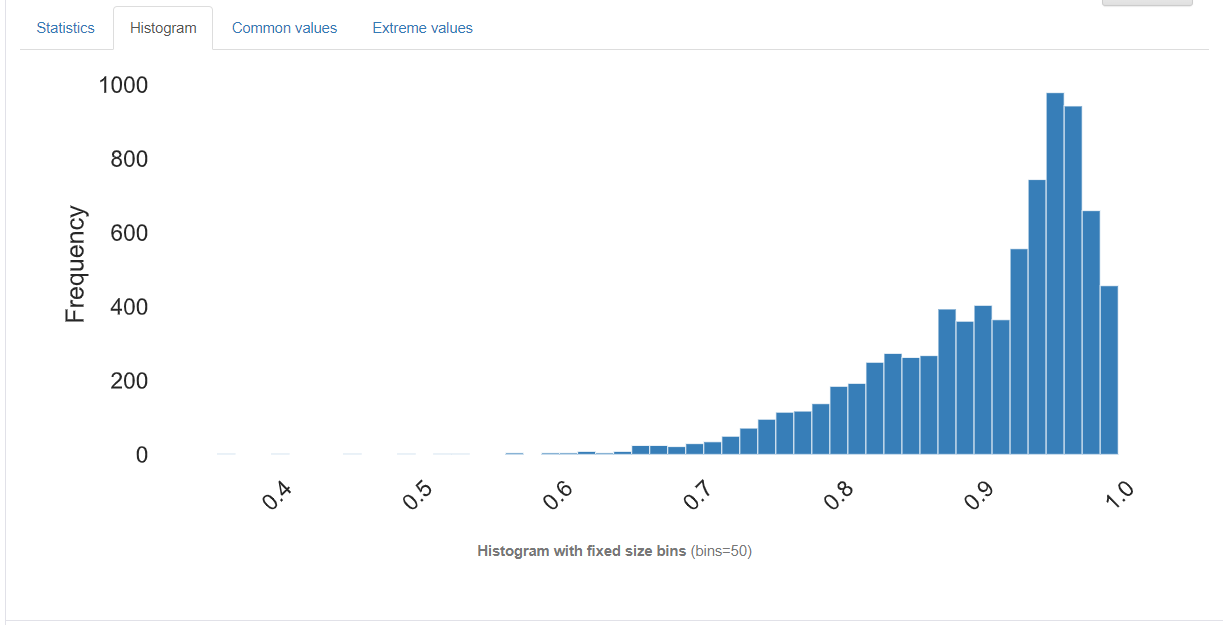 Statistics Histogram Common values Extreme values
1000
800
600
400
200
0
Frequency
0.4 0.5 0.6 0.7 0.8 0.9 1.0
Histogram with fixed size bins (bins=50)